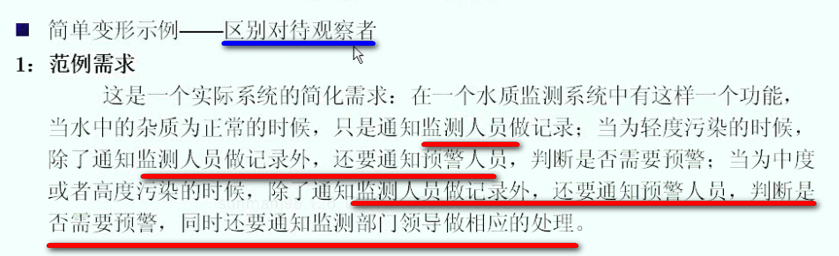 简单变形示例——区别对待观察者
1：范例需求
这是一个实际系统的简化需求：在一个水质监测系统中有这样一个功能，
当水中的杂质为正常的时候，只是通知监测人员做记录；当为轻度污染的时候，
除了通知监测人员做记录外，还要通知预警人员，判断是否需要预警；当为中度
或者高度污染的时候，除了通知监测人员做记录外，还要通知预警人员，判断是
否需要预警，同时还要通知监测部门领导做相应的处理。